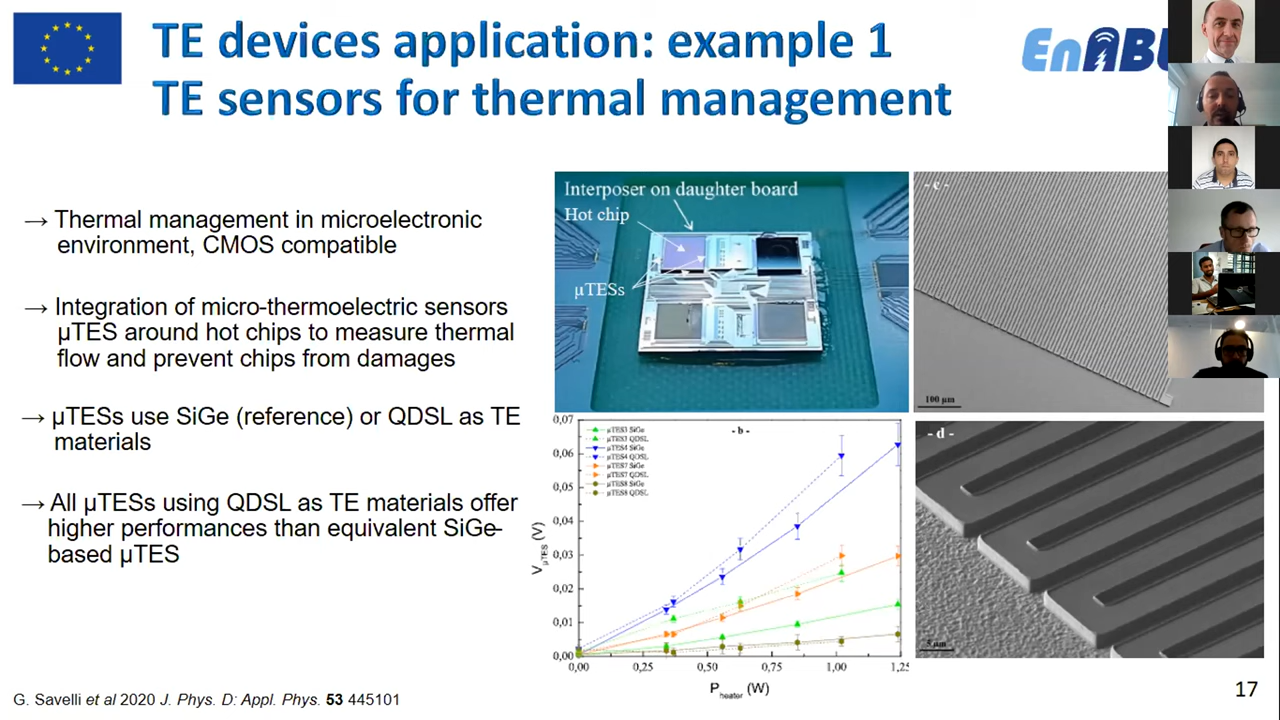 TE devices application: example 1
TE sensors for thermal management
EnABL
→ Thermal management in microelectronic
environment, CMOS compatible
→ Integration of micro-thermoelectric sensors
µTES around hot chips to measure thermal
flow and prevent chips from damages
→ µTESs use SiGe (reference) or QDSL as TE
materials
→ All µTESs using QDSL as TE materials offer
higher performances than equivalent SiGe-
based µTES
Interposer on daughter board
Hot chip
µTESs
- c -
100 µm
- b -
µTES3 SiGe
µTES3 QDSL
µTES4 SiGe
µTES4 QDSL
µTES7 SiGe
µTES7 QDSL
µTES8 SiGe
µTES8 QDSL
0,07
0,06
0,05
0,04
0,03
0,02
0,01
0,00
VµTES (V)
0,00 0,25 0,50 0,75 1,00 1,25
Pheater (W)
- d -
5 µm
G. Savelli et al 2020 J. Phys. D: Appl. Phys. 53 445101
17